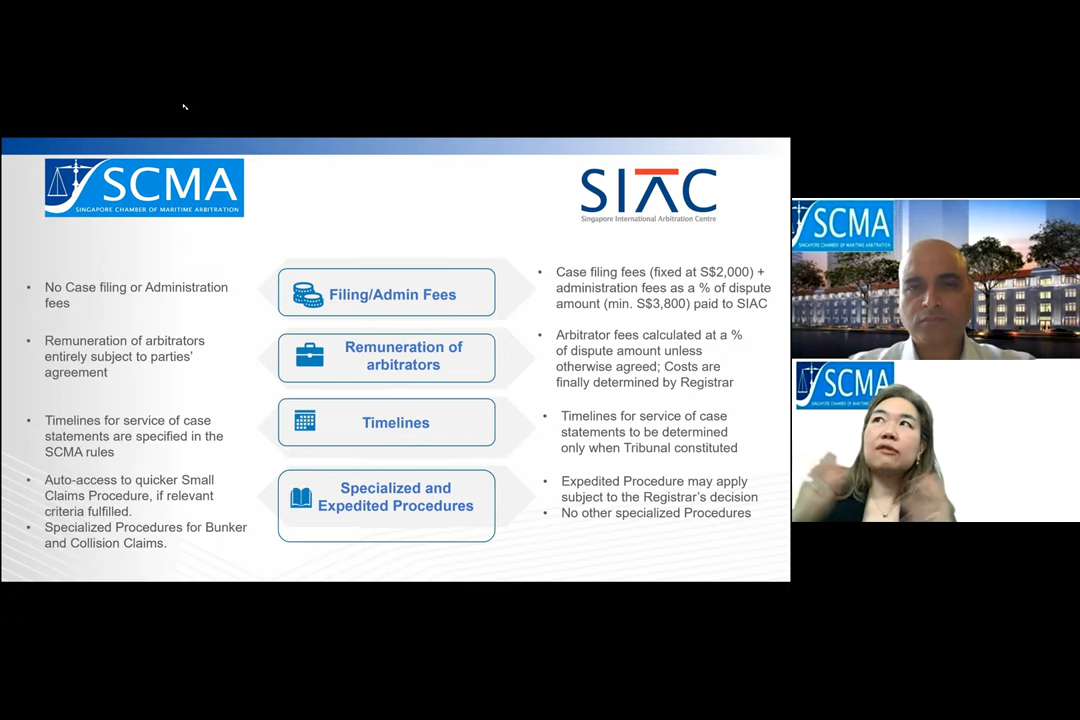 SCMA
SINGAPORE CHAMBER OF MARITIME ARBITRATION
SIAC
Singapore International Arbitration Centre
• No Case filing or Administration
fees
Filing/Admin Fees
• Case filing fees (fixed at S$2,000) +
administration fees as a % of dispute
amount (min. S$3,800) paid to SIAC
• Remuneration of arbitrators
entirely subject to parties’
agreement
Remuneration of
arbitrators
• Arbitrator fees calculated at a %
of dispute amount unless
otherwise agreed; Costs are
finally determined by Registrar
• Timelines for service of case
statements are specified in the
SCMA rules
Timelines
• Timelines for service of case
statements to be determined
only when Tribunal constituted
• Auto-access to quicker Small
Claims Procedure, if relevant
criteria fulfilled.
• Specialized Procedures for Bunker
and Collision Claims.
Specialized and
Expedited Procedures
• Expedited Procedure may apply
subject to the Registrar’s decision
• No other specialized Procedures
SCMA
SINGAPORE CHAMBER OF MARITIME ARBITRATION
SCMA
SINGAPORE CHAMBER OF MARITIME